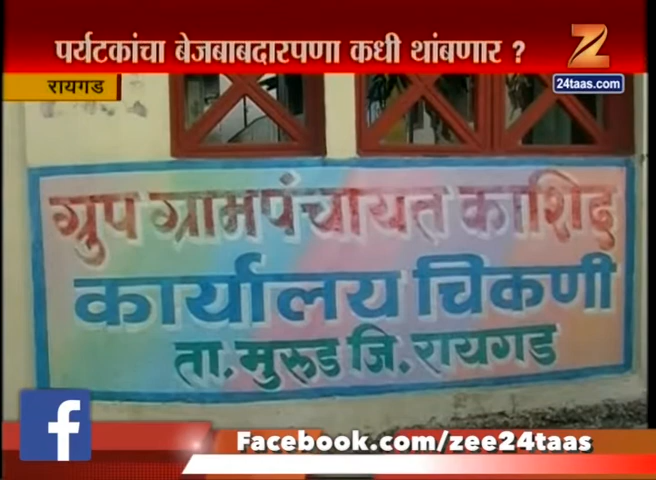 पर्यटकांचा बेजबाबदारपणा कधी थांबणार ?
24taas.com
रायगड
ग्रुप ग्रामपंचायत काशिद
कार्यालय चिकणी
ता. मुरूड जि. रायगड
Facebook.com/zee24taas